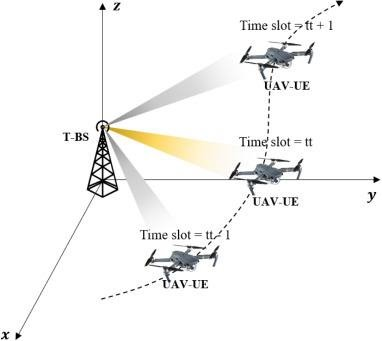 z
Time slot = tt + 1
UAV-UE
T-BS
Time slot = tt
y
UAV-UE
Time slot = tt - 1
UAV-UE
x